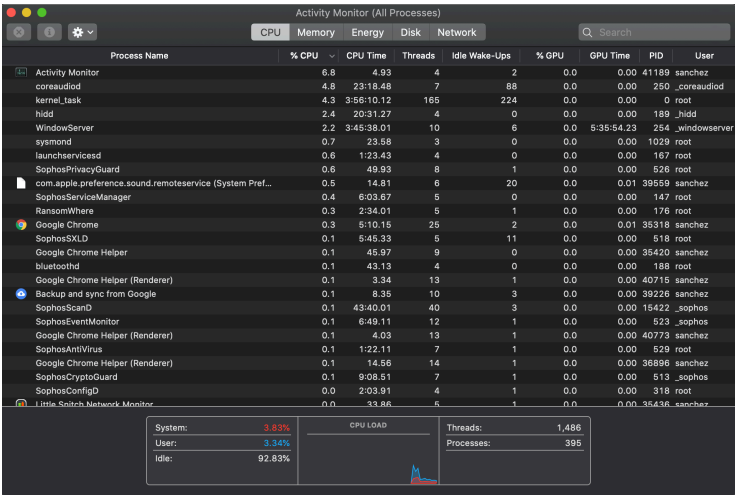 Activity Monitor (All Processes)
CPU Memory Energy Disk Network Search
Process Name % CPU CPU Time Threads Idle Wake-Ups % GPU GPU Time PID User
Activity Monitor 6.8 4.93 4 2 0.0 0.00 41189 sanchez
coreaudiod 4.8 23:18.48 7 88 0.0 0.00 250 _coreaudiod
kernel_task 4.3 3:56:10.12 165 224 0.0 0.00 0 root
hidd 2.4 20:31.27 4 0 0.0 0.00 189 _hidd
WindowServer 2.2 3:45:38.01 10 6 0.0 5:35:54.23 254 _windowserver
sysmond 0.7 23.58 3 0 0.0 0.00 1029 root
launchservicesd 0.6 1:23.43 4 0 0.0 0.00 167 root
SophosPrivacyGuard 0.6 49.93 8 1 0.0 0.00 526 root
com.apple.preference.sound.remoteservice (System Pref... 0.5 14.81 6 20 0.0 0.01 39559 sanchez
SophosServiceManager 0.4 6:03.67 5 0 0.0 0.00 147 root
RansomWhere 0.3 2:34.01 5 1 0.0 0.00 176 root
Google Chrome 0.3 5:10.15 25 2 0.0 0.01 35318 sanchez
SophosSXLD 0.1 5:45.33 5 11 0.0 0.00 518 root
Google Chrome Helper 0.1 45.97 9 0 0.0 0.00 35420 sanchez
bluetoothd 0.1 43.13 4 0 0.0 0.00 188 root
Google Chrome Helper (Renderer) 0.1 3.34 13 1 0.0 0.00 40715 sanchez
Backup and sync from Google 0.1 8.35 10 3 0.0 0.00 39226 sanchez
SophosScanD 0.1 43:40.01 40 3 0.0 0.00 15422 _sophos
SophosEventMonitor 0.1 6:49.11 12 1 0.0 0.00 523 _sophos
Google Chrome Helper (Renderer) 0.1 4.03 13 1 0.0 0.00 40773 sanchez
SophosAntiVirus 0.1 1:22.11 7 1 0.0 0.00 529 root
Google Chrome Helper (Renderer) 0.1 14.56 14 1 0.0 0.00 36896 sanchez
SophosCryptoGuard 0.1 9:08.51 7 1 0.0 0.00 513 _sophos
SophosConfigD 0.0 2:03.91 4 1 0.0 0.00 318 root
Little Snitch Network Monitor 0.0 33.86 5 1 0.0 0.00 35436 sanchez
System: 3.83% CPU LOAD Threads: 1,486
User: 3.34% Processes: 395
Idle: 92.83%